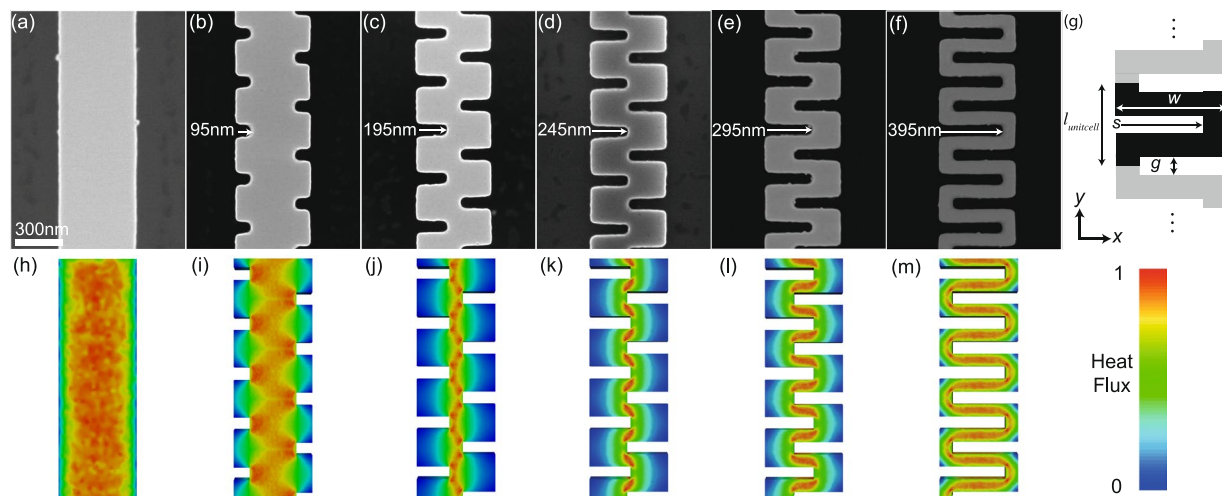 (a) (b) (c) (d) (e) (f) (g)
95nm 195nm 245nm 295nm 395nm
300nm
w
l unitcell
s
g
y
x
(h) (i) (j) (k) (l) (m)
1
Heat
Flux
0